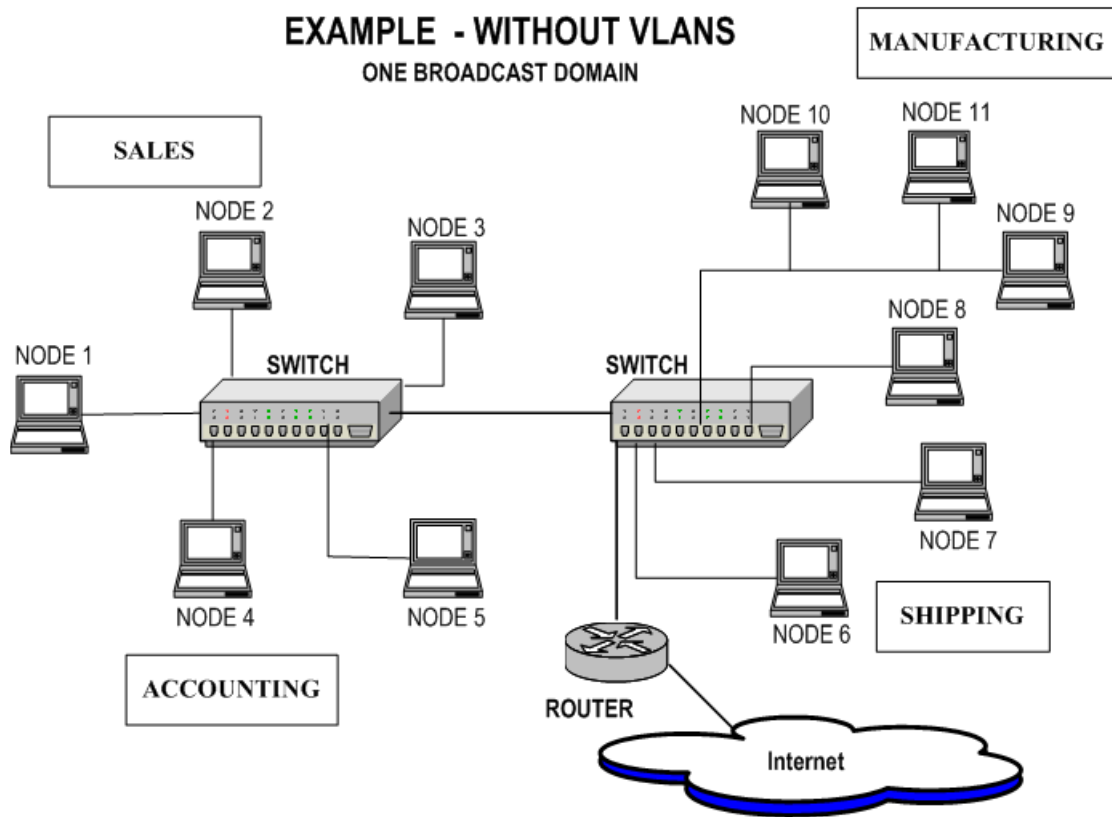 EXAMPLE - WITHOUT VLANS
ONE BROADCAST DOMAIN
MANUFACTURING
SALES
NODE 10
NODE 11
NODE 2
NODE 3
NODE 9
NODE 8
NODE 1
SWITCH
SWITCH
NODE 7
NODE 4
NODE 5
NODE 6
SHIPPING
ACCOUNTING
ROUTER
Internet